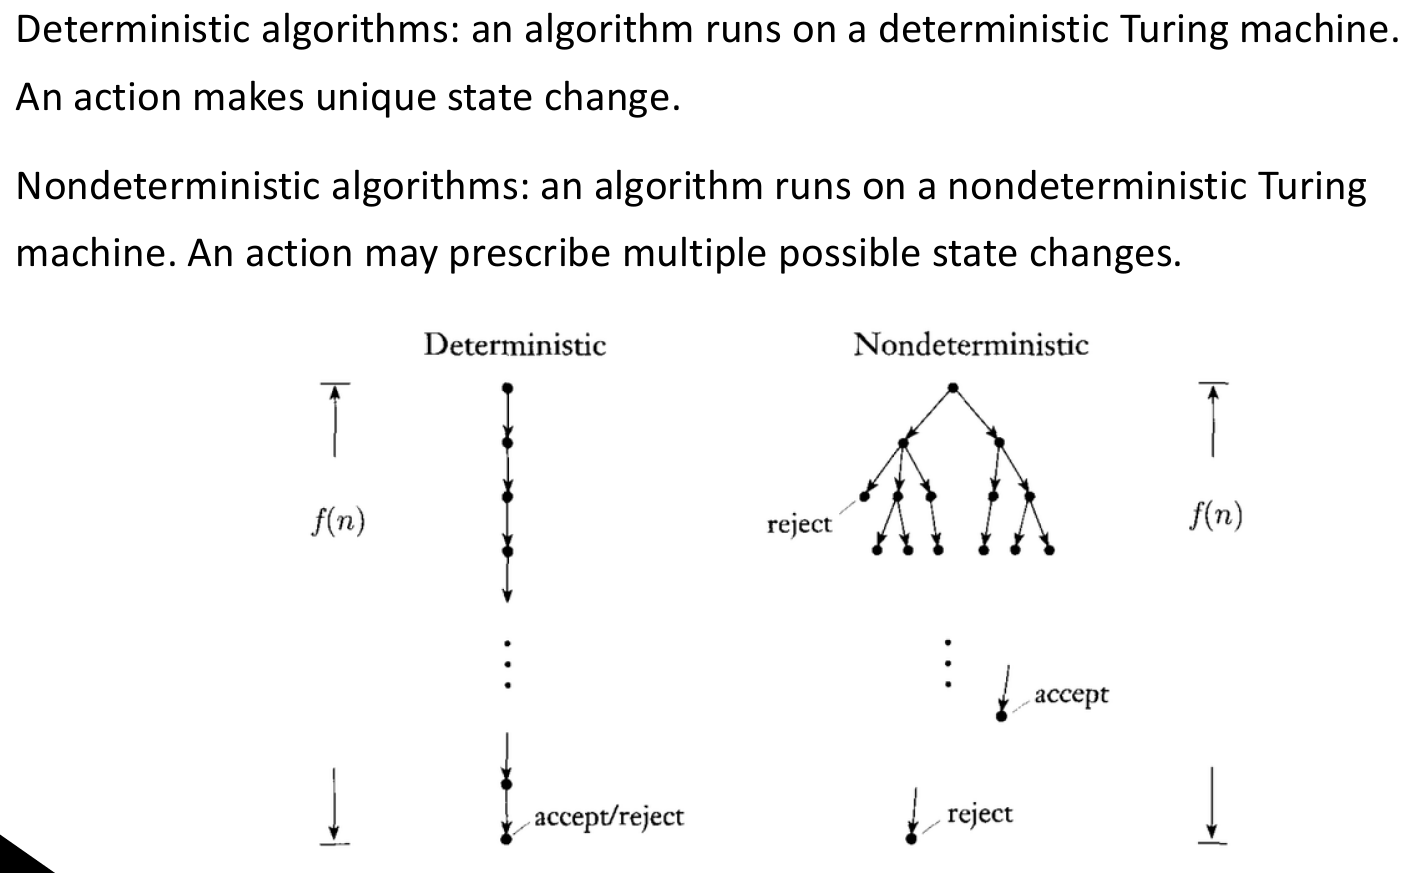 Deterministic algorithms: an algorithm runs on a deterministic Turing machine.
An action makes unique state change.
Nondeterministic algorithms: an algorithm runs on a nondeterministic Turing
machine. An action may prescribe multiple possible state changes.
Deterministic
Nondeterministic
f(n)
reject
f(n)
accept
accept/reject
reject